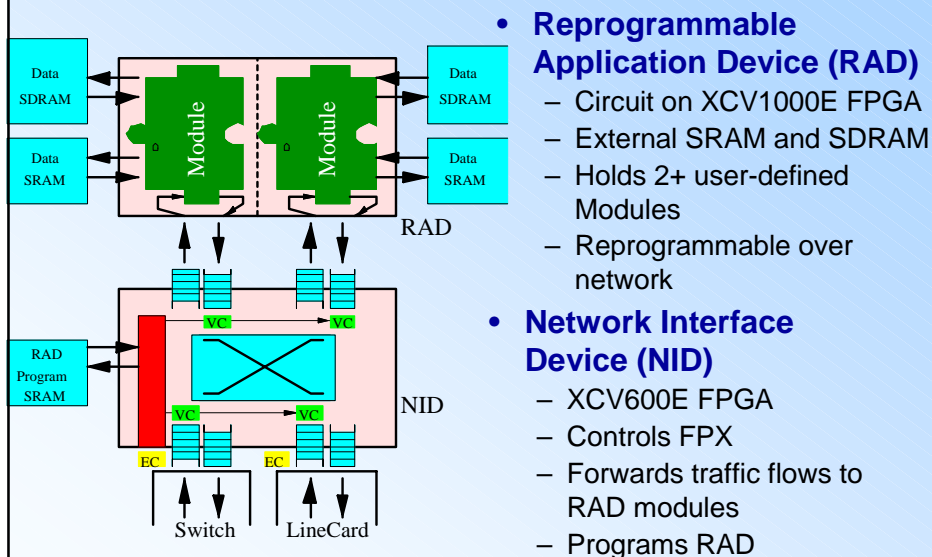 Data
SDRAM
Data
SRAM
Module
Module
Data
SDRAM
Data
SRAM
RAD
VC
VC
RAD
Program
SRAM
NID
VC
VC
EC
EC
Switch
LineCard
• Reprogrammable
Application Device (RAD)
– Circuit on XCV1000E FPGA
– External SRAM and SDRAM
– Holds 2+ user-defined
Modules
– Reprogrammable over
network
• Network Interface
Device (NID)
– XCV600E FPGA
– Controls FPX
– Forwards traffic flows to
RAD modules
– Programs RAD